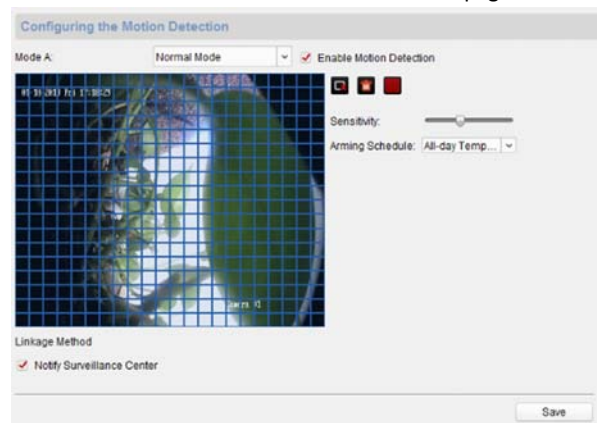 Configuring the Motion Detection
Mode A: Normal Mode Enable Motion Detection
Sensitivity:
Arming Schedule: All-day Temp...
Linkage Method
Notify Surveillance Center
Save